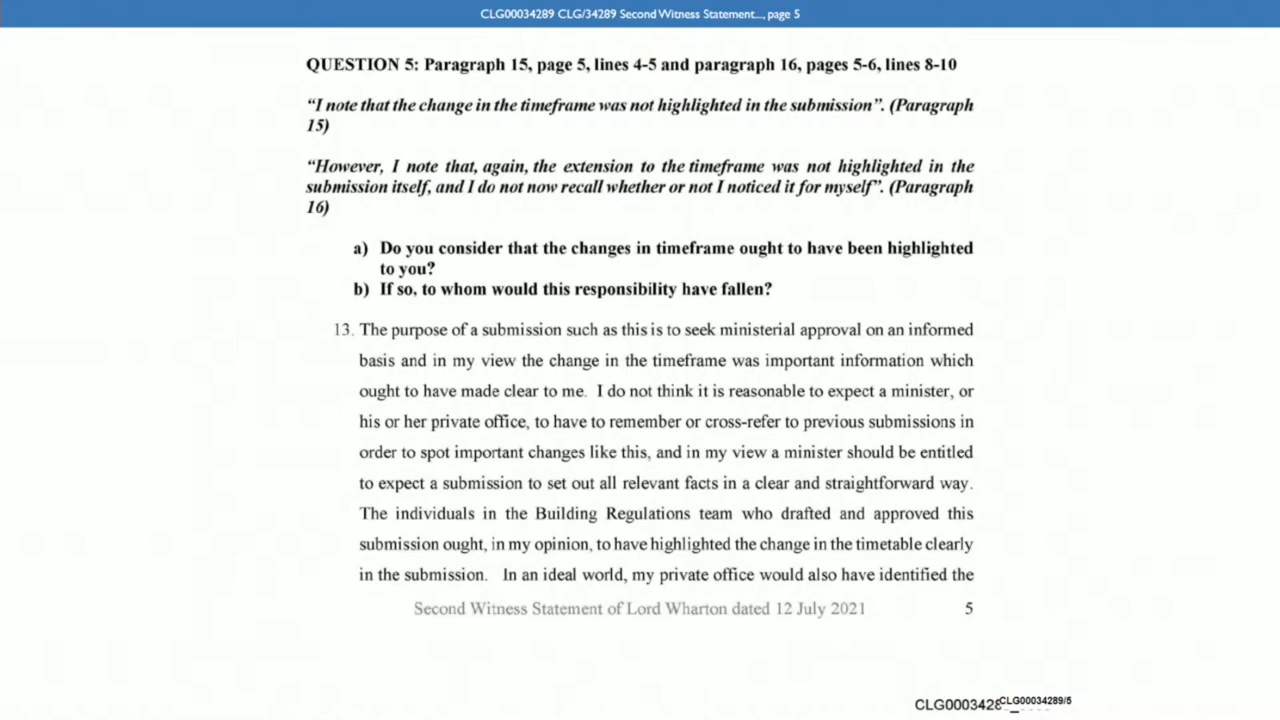 CLG00034289 CLG/34289 Second Witness Statement..., page 5
QUESTION 5: Paragraph 15, page 5, lines 4-5 and paragraph 16, pages 5-6, lines 8-10
“I note that the change in the timeframe was not highlighted in the submission”. (Paragraph
15)
“However, I note that, again, the extension to the timeframe was not highlighted in the
submission itself, and I do not now recall whether or not I noticed it for myself”. (Paragraph
16)
a) Do you consider that the changes in timeframe ought to have been highlighted
to you?
b) If so, to whom would this responsibility have fallen?
13. The purpose of a submission such as this is to seek ministerial approval on an informed
basis and in my view the change in the timeframe was important information which
ought to have made clear to me. I do not think it is reasonable to expect a minister, or
his or her private office, to have to remember or cross-refer to previous submissions in
order to spot important changes like this, and in my view a minister should be entitled
to expect a submission to set out all relevant facts in a clear and straightforward way.
The individuals in the Building Regulations team who drafted and approved this
submission ought, in my opinion, to have highlighted the change in the timetable clearly
in the submission. In an ideal world, my private office would also have identified the
Second Witness Statement of Lord Wharton dated 12 July 2021 5
CLG00034289/5